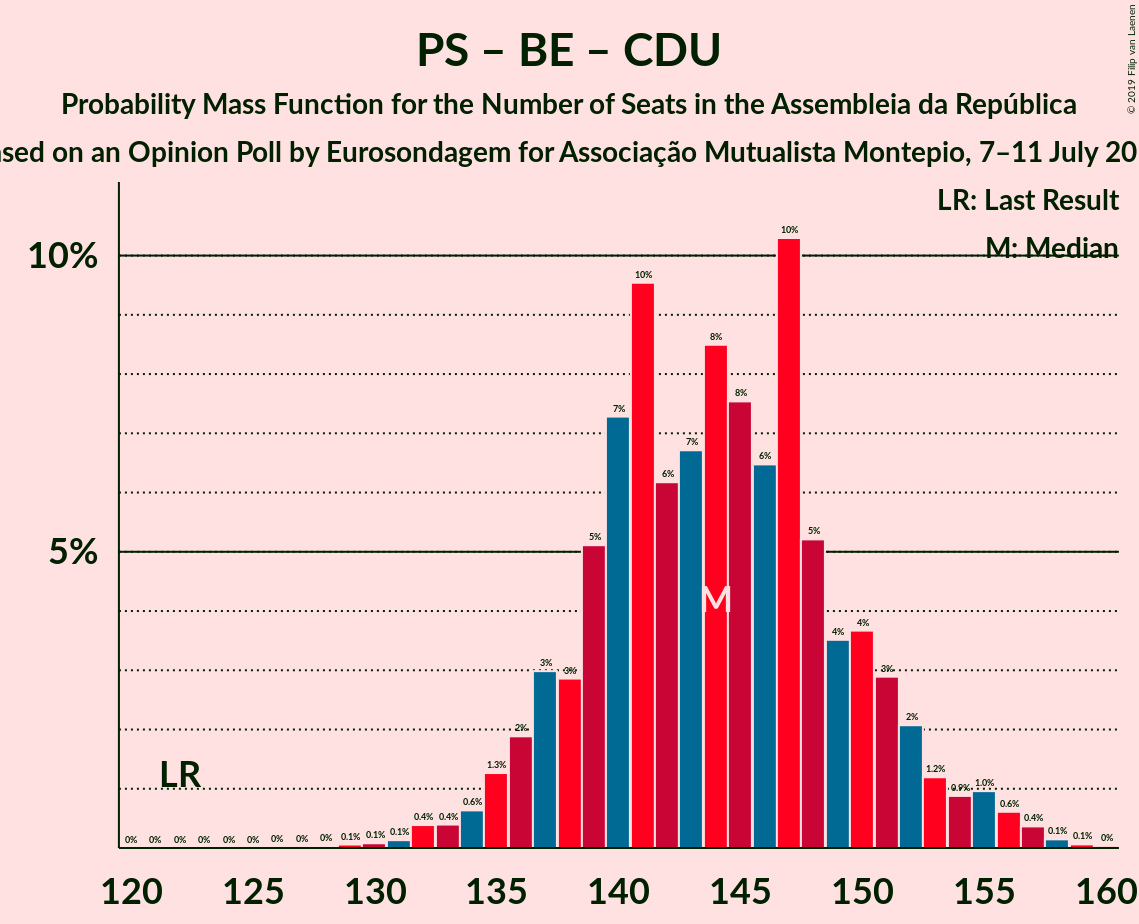 PS – BE – CDU
Probability Mass Function for the Number of Seats in the Assembleia da República
on an Opinion Poll by Eurosondagem for Associação Mutualista Montepio, 7–11 July
© 2019 Filip van Laenen
LR: Last Result
M: Median
10%
5%
LR
M
0% 0% 0% 0% 0% 0% 0% 0% 0% 0.1% 0.1% 0.1% 0.4% 0.4% 0.6% 1.3% 2% 3% 3% 5% 7% 10% 6% 7% 8% 8% 6% 10% 5% 4% 4% 3% 2% 1.2% 0.9% 1.0% 0.6% 0.4% 0.1% 0.1% 0%
120 125 130 135 140 145 150 155 160